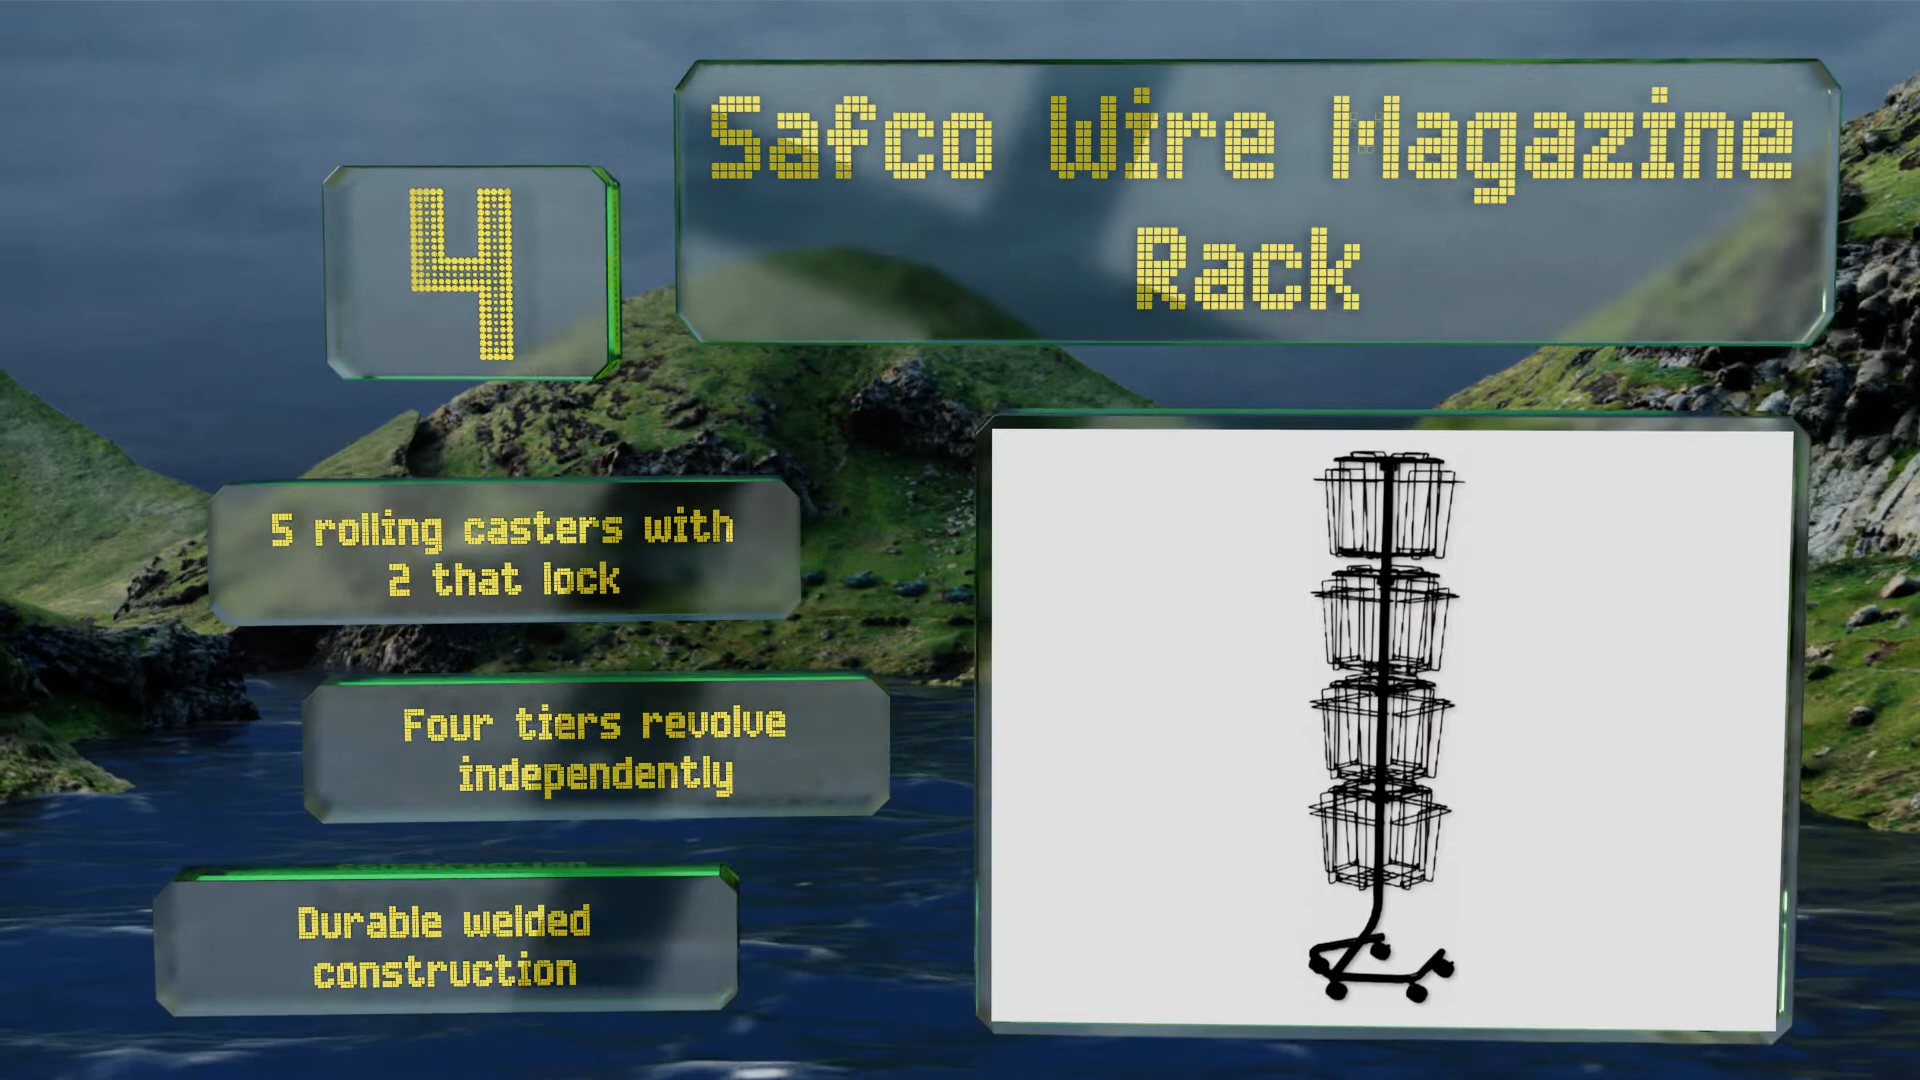 4
Safco Wire Magazine
Rack
5 rolling casters with
2 that lock
Four tiers revolve
independently
Durable welded
construction